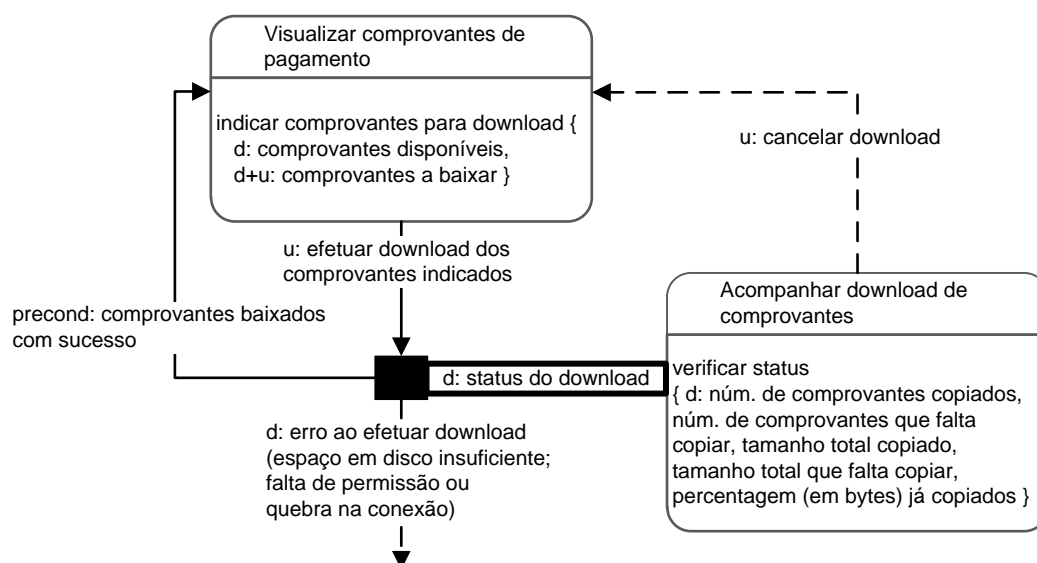 Visualizar comprovantes de
pagamento
indicar comprovantes para download {
d: comprovantes disponíveis,
d+u: comprovantes a baixar }
u: cancelar download
u: efetuar download dos
comprovantes indicados
precond: comprovantes baixados
com sucesso
Acompanhar download de
comprovantes
d: status do download
verificar status
{ d: núm. de comprovantes copiados,
núm. de comprovantes que falta
copiar, tamanho total copiado,
tamanho total que falta copiar,
percentagem (em bytes) já copiados }
d: erro ao efetuar download
(espaço em disco insuficiente;
falta de permissão ou
quebra na conexão)